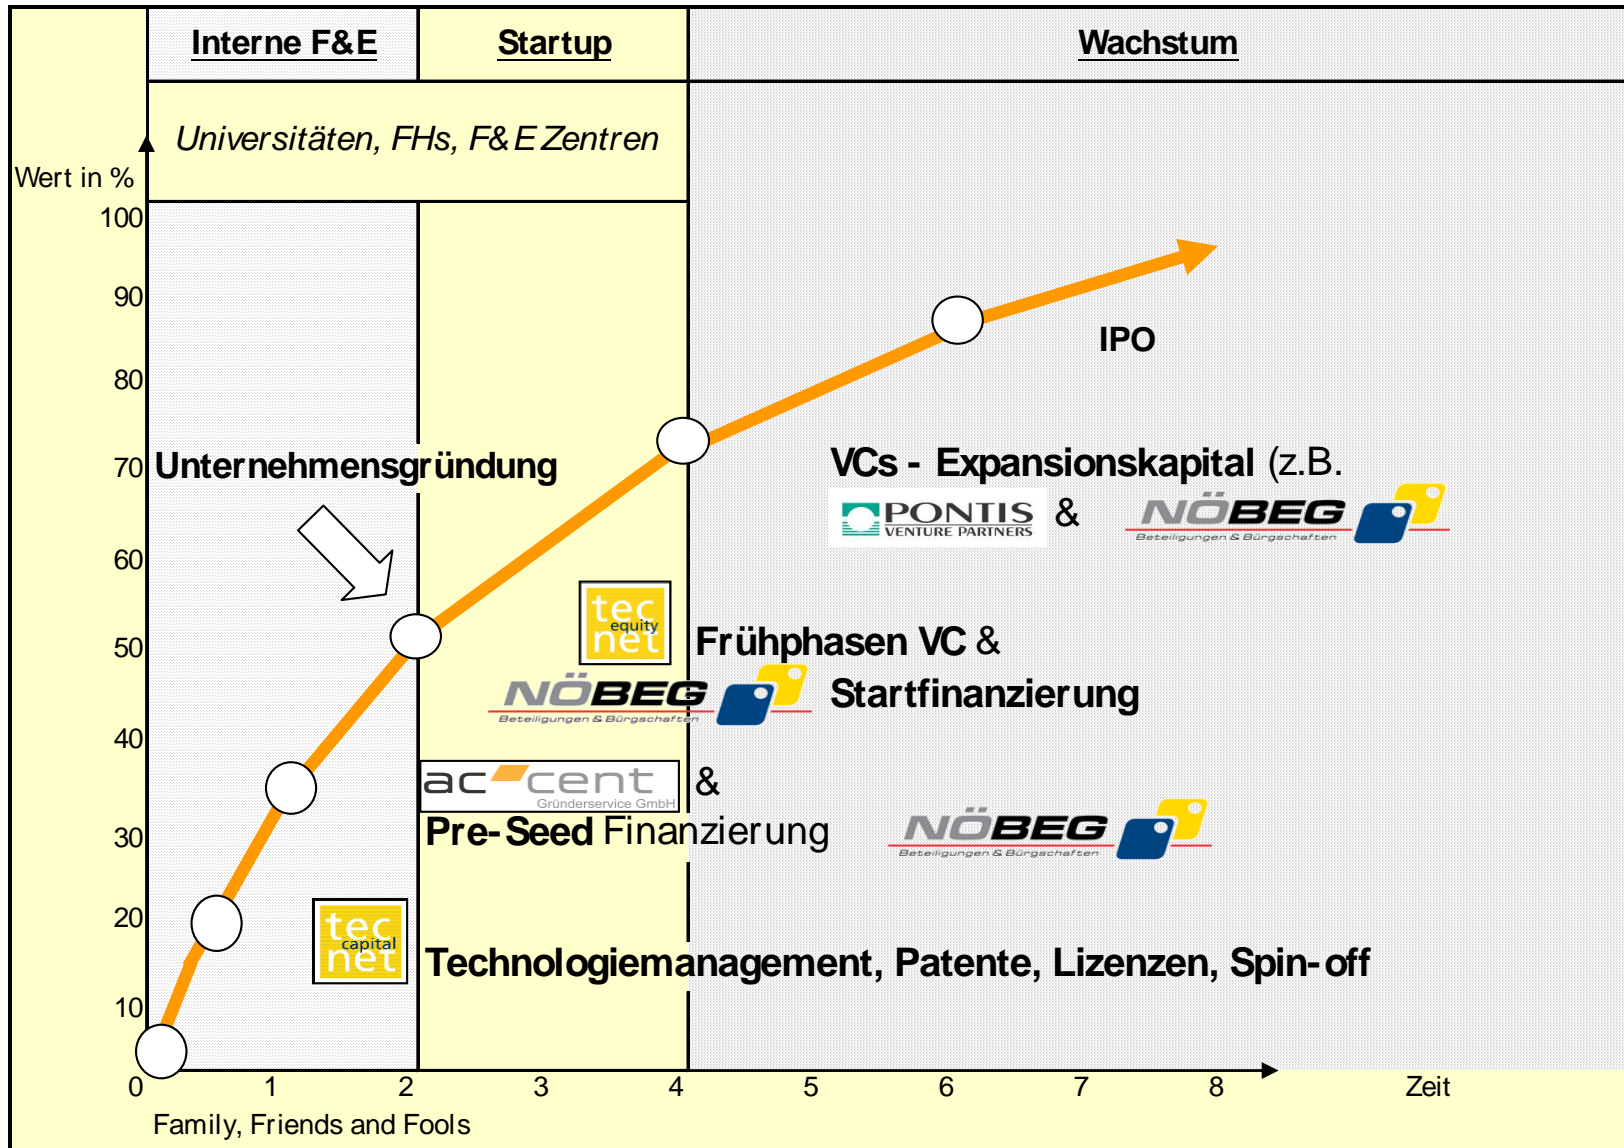 Interne F&E
Startup
Wachstum
Universitäten, FHs, F&E Zentren
Wert in %
100
90
IPO
80
70
Unternehmensgründung
VCs - Expansionskapital (z.B.
PONTIS
VENTURE PARTNERS
&
NÖBEG
Beteiligungen & Bürgschaften
60
tec
equity
net
50
Frühphasen VC &
NÖBEG
Beteiligungen & Bürgschaften
Startfinanzierung
40
ac cent
Gründerservice GmbH
&
30
Pre-Seed Finanzierung
NÖBEG
Beteiligungen & Bürgschaften
20
tec
capital
net
Technologiemanagement, Patente, Lizenzen, Spin-off
10
0 1 2 3 4 5 6 7 8 Zeit
Family, Friends and Fools